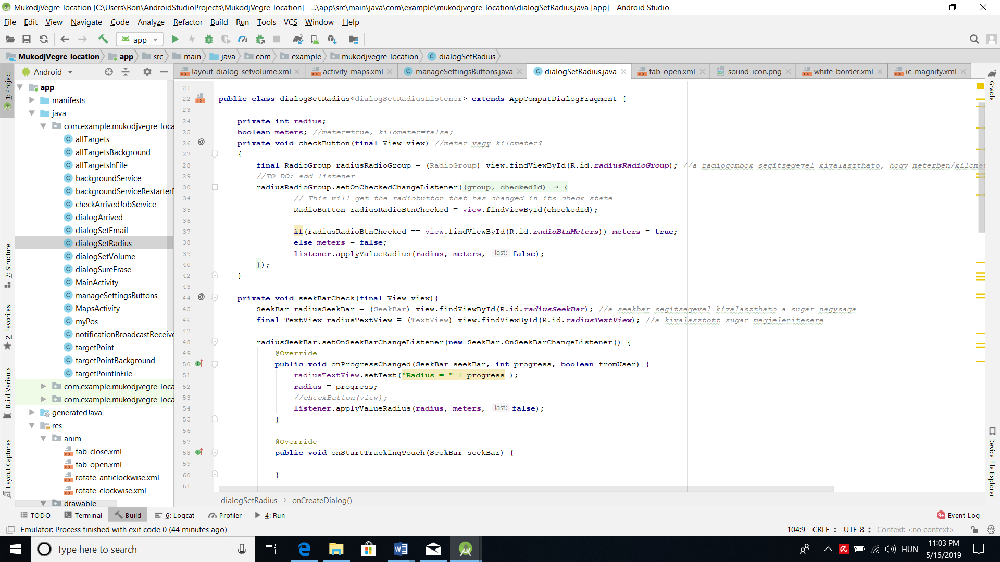 MukodjVegre_location [C:\Users\Bori\AndroidStudioProjects\MukodjVegre_location] - ...\app\src\main\java\com\example\mukodjvegre_location\dialogSetRadius.java [app] - Android Studio
File Edit View Navigate Code Analyze Refactor Build Run Tools VCS Window Help
app
MukodjVegre_location app src main java com example mukodjvegre_location dialogSetRadius
Android
layout_dialog_setvolume.xml activity_maps.xml manageSettingsButtons.java dialogSetRadius.java fab_open.xml sound_icon.png white_border.xml ic_magnify.xml
1: Project
7: Structure
2: Favorites
Build Variants
Layout Captures
app
manifests
java
com.example.mukodjvegre_loca
allTargets
allTargetsBackground
allTargetsInFile
backgroundService
backgroundServiceRestarterB
checkArrivedJobService
dialogArrived
dialogSetEmail
dialogSetRadius
dialogSetVolume
dialogSureErase
MainActivity
manageSettingsButtons
MapsActivity
myPos
notificationBroadcastReceive
targetPoint
targetPointBackground
targetPointInFile
com.example.mukodjvegre_loca
com.example.mukodjvegre_loca
generatedJava
res
anim
fab_close.xml
fab_open.xml
rotate_anticlockwise.xml
rotate_clockwise.xml
drawable
21
22 public class dialogSetRadius<dialogSetRadiusListener> extends AppCompatDialogFragment {
23
24 private int radius;
25 boolean meters; //meter=true, kilometer=false;
26 @ private void checkButton(final View view) //meter vagy kilometer?
27 {
28 final RadioGroup radiusRadioGroup = (RadioGroup) view.findViewById(R.id.radiusRadioGroup); //a radiogombok segitsegevel kivalaszthato, hogy meterben/kilome
29 //TO DO: add listener
30 radiusRadioGroup.setOnCheckedChangeListener((group, checkedId) → {
34 // This will get the radiobutton that has changed in its check state
35 RadioButton radiusRadioBtnChecked = view.findViewById(checkedId);
36
37 if(radiusRadioBtnChecked == view.findViewById(R.id.radioBtnMeters)) meters = true;
38 else meters = false;
39 listener.applyValueRadius(radius, meters, last: false);
40 });
42 }
43
44 @ private void seekBarCheck(final View view){
45 SeekBar radiusSeekBar = (SeekBar) view.findViewById(R.id.radiusSeekBar); //a seekbar segitsegevel kivalaszthato a sugar nagysaga
46 final TextView radiusTextView = (TextView) view.findViewById(R.id.radiusTextView); //a kivalasztott sugar megjelenitesere
47
48 radiusSeekBar.setOnSeekBarChangeListener(new SeekBar.OnSeekBarChangeListener() {
49 @Override
50 public void onProgressChanged(SeekBar seekBar, int progress, boolean fromUser) {
51 radiusTextView.setText("Radius = " + progress );
52 radius = progress;
53 //checkButton(view);
54 listener.applyValueRadius(radius, meters, last: false);
55 }
56
57 @Override
58 public void onStartTrackingTouch(SeekBar seekBar) {
59
60 }
61
dialogSetRadius › onCreateDialog()
Gradle
Device File Explorer
TODO Terminal Build 6: Logcat Profiler 4: Run 9+ Event Log
Emulator: Process finished with exit code 0 (44 minutes ago) 104:9 CRLF UTF-8 Context: <no context>
Type here to search
HUN
11:03 PM
5/15/2019